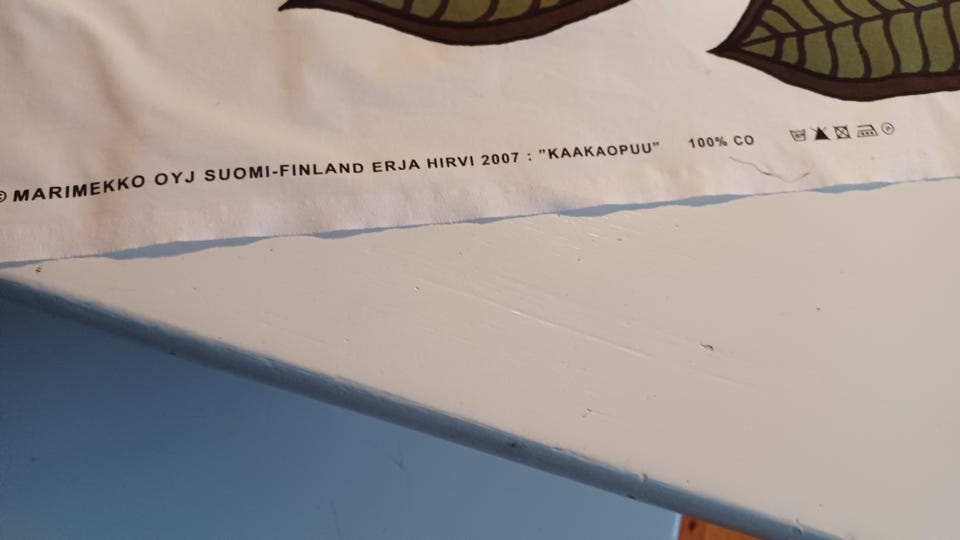 © MARIMEKKO OYJ SUOMI-FINLAND ERJA HIRVI 2007 : ”KAAKAOPUU” 100% CO